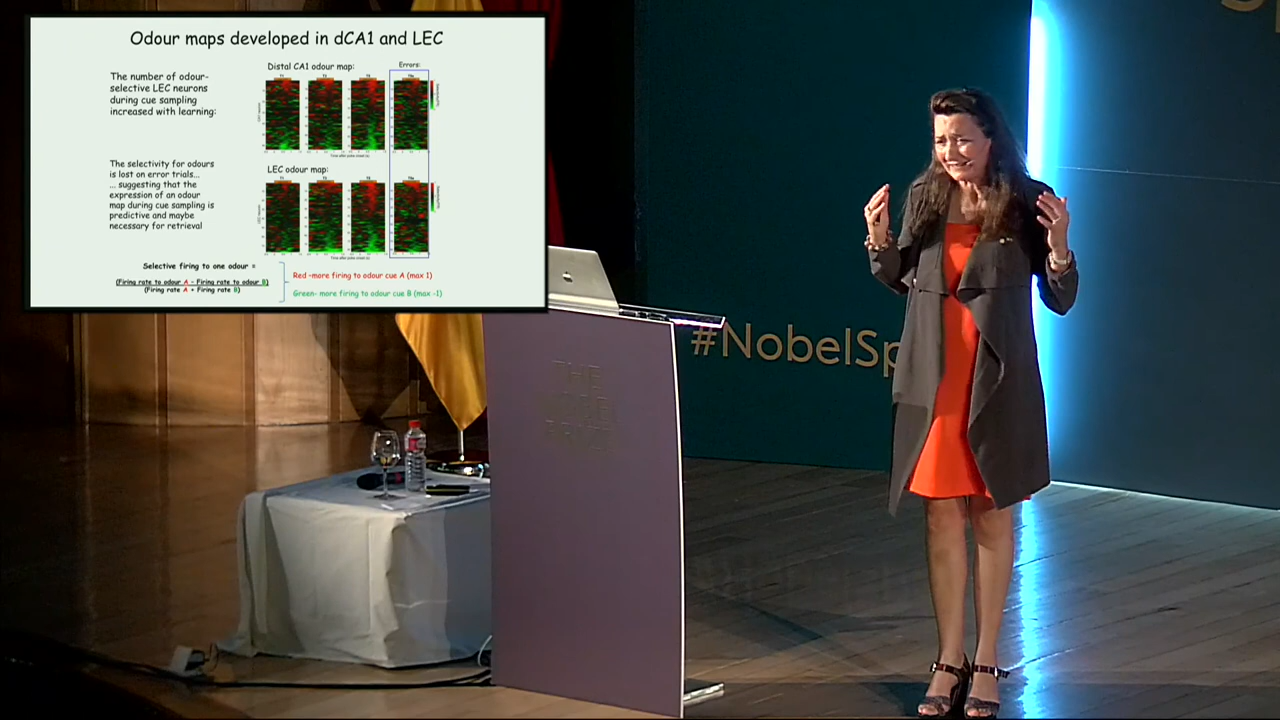 Odour maps developed in dCA1 and LEC
The number of odour-
selective LEC neurons
during cue sampling
increased with learning:
Distal CA1 odour map:
Errors:
The selectivity for odours
is lost on error trials...
... suggesting that the
expression of an odour
map during cue sampling is
predictive and maybe
necessary for retrieval
LEC odour map:
Selective firing to one odour =
(Firing rate to odour A - Firing rate to odour B)
(Firing rate A + Firing rate B)
Red -more firing to odour cue A (max 1)
Green- more firing to odour cue B (max -1)
#NobelSp
THE
NOBEL
PRIZE